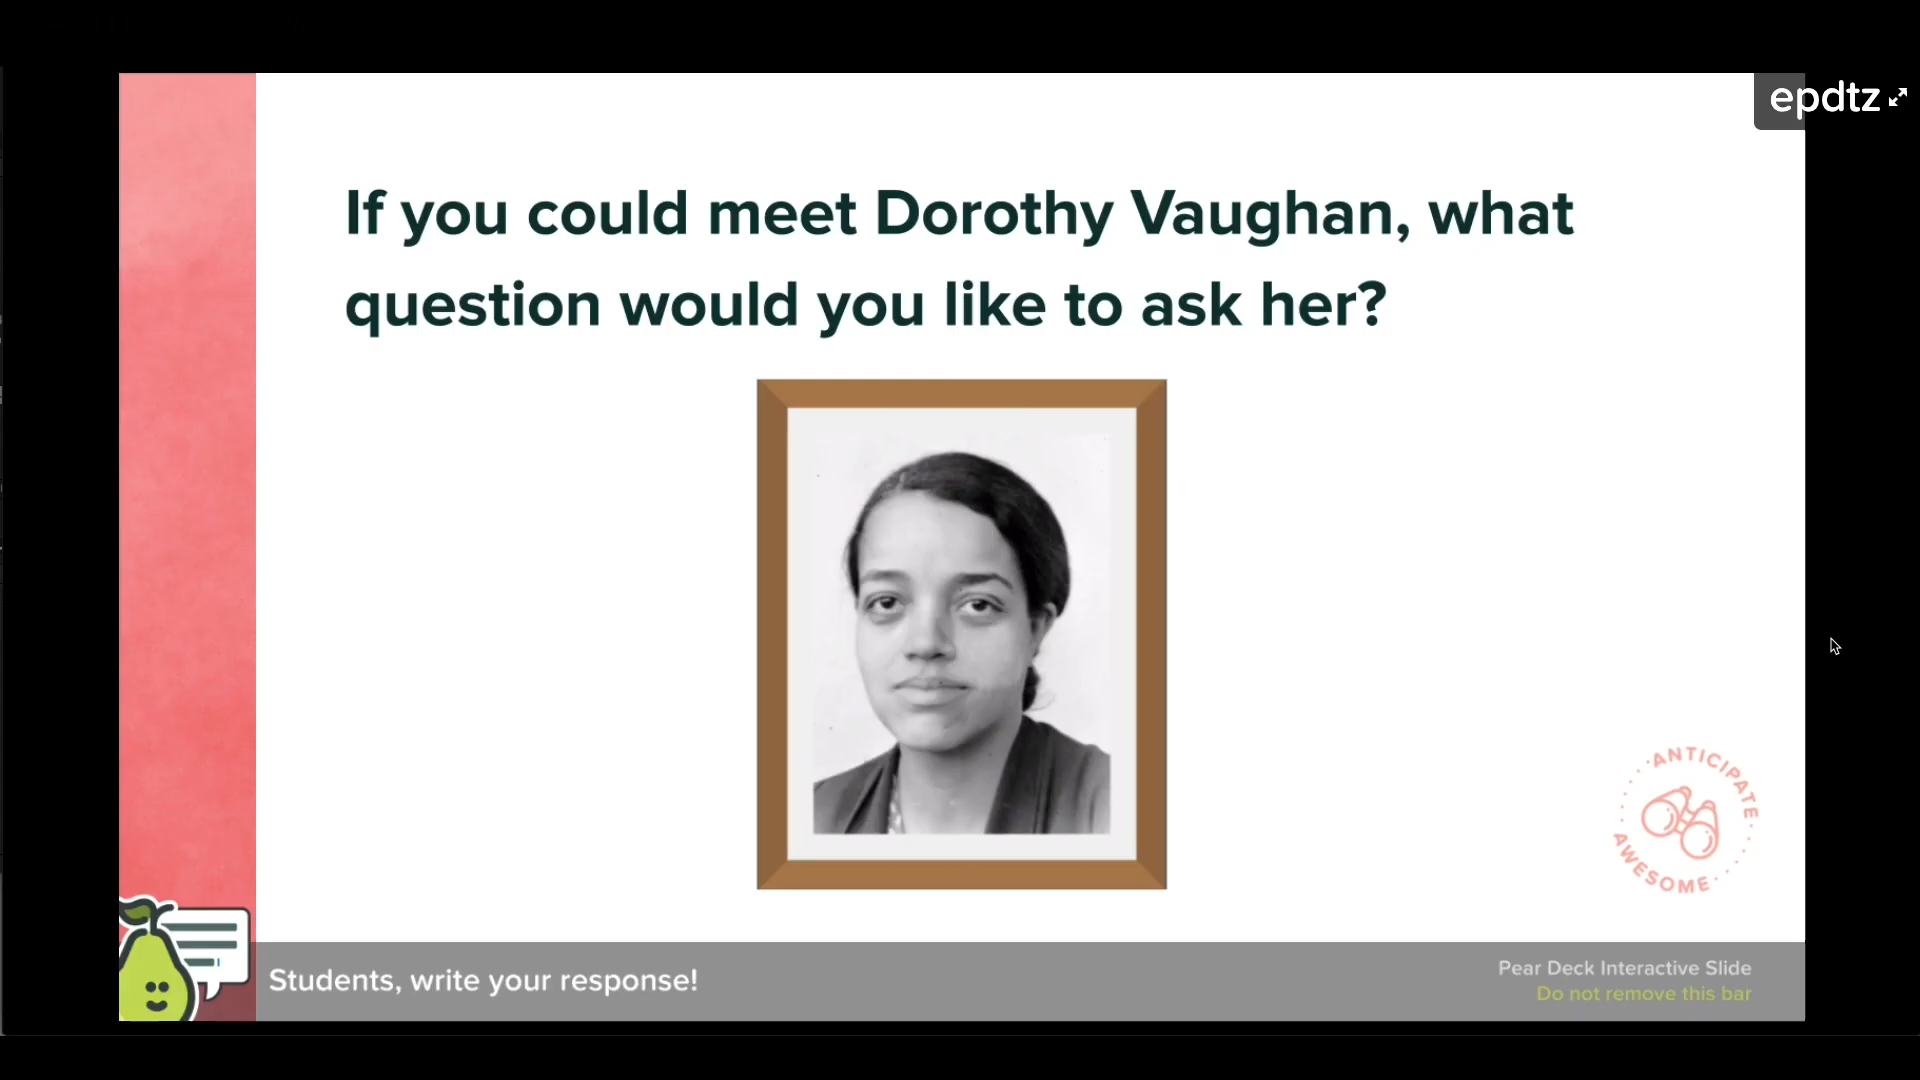 epdtz
If you could meet Dorothy Vaughan, what
question would you like to ask her?
ANTICIPATE
AWESOME
Students, write your response!
Pear Deck Interactive Slide
Do not remove this bar